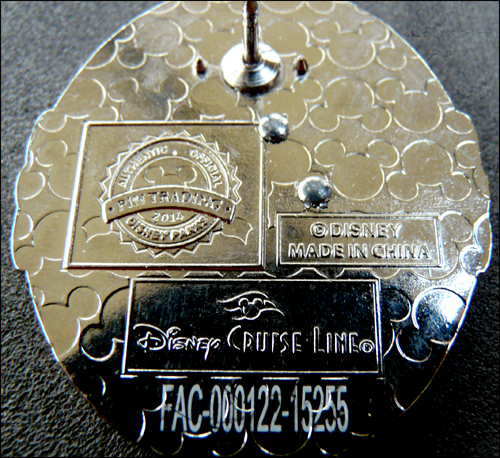 AUTHENTIC • OFFICIAL
PIN TRADING
2014
DISNEY PARKS
© DISNEY
MADE IN CHINA
DISNEY CRUISE LINE®
FAC-000122-15255